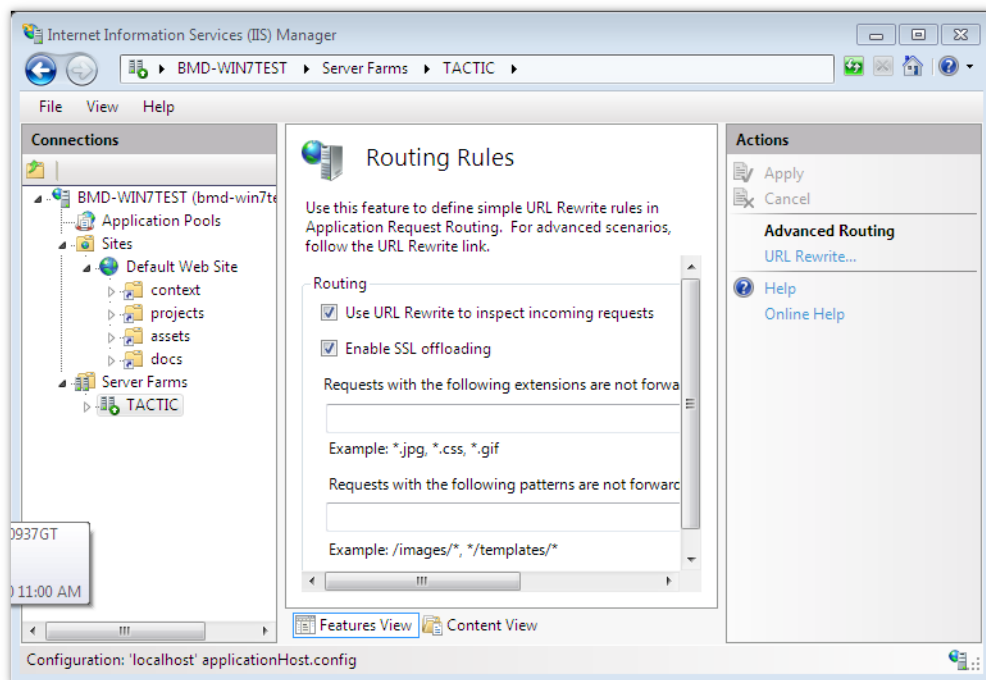 Internet Information Services (IIS) Manager
BMD-WIN7TEST Server Farms TACTIC
File View Help
Connections
BMD-WIN7TEST (bmd-win7te
Application Pools
Sites
Default Web Site
context
projects
assets
docs
Server Farms
TACTIC
0937GT
11:00 AM
Routing Rules
Use this feature to define simple URL Rewrite rules in
Application Request Routing. For advanced scenarios,
follow the URL Rewrite link.
Routing
Use URL Rewrite to inspect incoming requests
Enable SSL offloading
Requests with the following extensions are not forwa
Example: *.jpg, *.css, *.gif
Requests with the following patterns are not forwarc
Example: /images/*, */templates/*
Features View Content View
Actions
Apply
Cancel
Advanced Routing
URL Rewrite...
Help
Online Help
Configuration: 'localhost' applicationHost.config